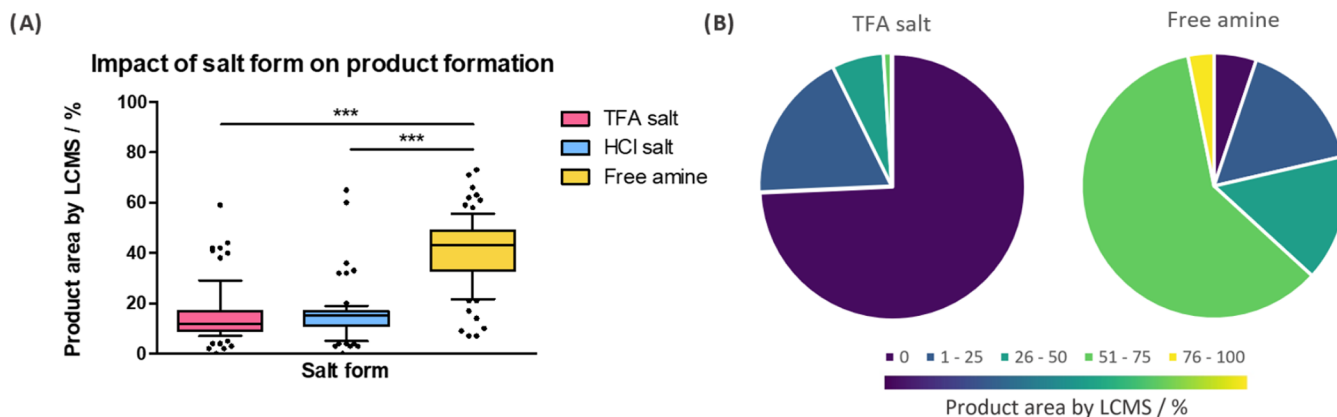 (A)
Impact of salt form on product formation
Product area by LCMS / %
100
80
60
40
20
0
***
***
Salt form
TFA salt
HCl salt
Free amine
(B)
TFA salt
Free amine
0 1 - 25 26 - 50 51 - 75 76 - 100
Product area by LCMS / %